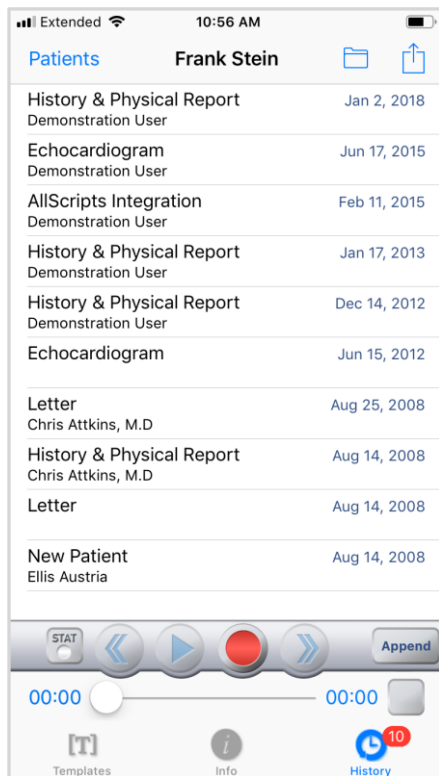 Extended 10:56 AM
Patients Frank Stein
History & Physical Report Jan 2, 2018
Demonstration User
Echocardiogram Jun 17, 2015
Demonstration User
AllScripts Integration Feb 11, 2015
Demonstration User
History & Physical Report Jan 17, 2013
Demonstration User
History & Physical Report Dec 14, 2012
Demonstration User
Echocardiogram Jun 15, 2012
Letter Aug 25, 2008
Chris Attkins, M.D
History & Physical Report Aug 14, 2008
Chris Attkins, M.D
Letter Aug 14, 2008
New Patient Aug 14, 2008
Ellis Austria
STAT Append
00:00 00:00
[T] i 10
Templates Info History